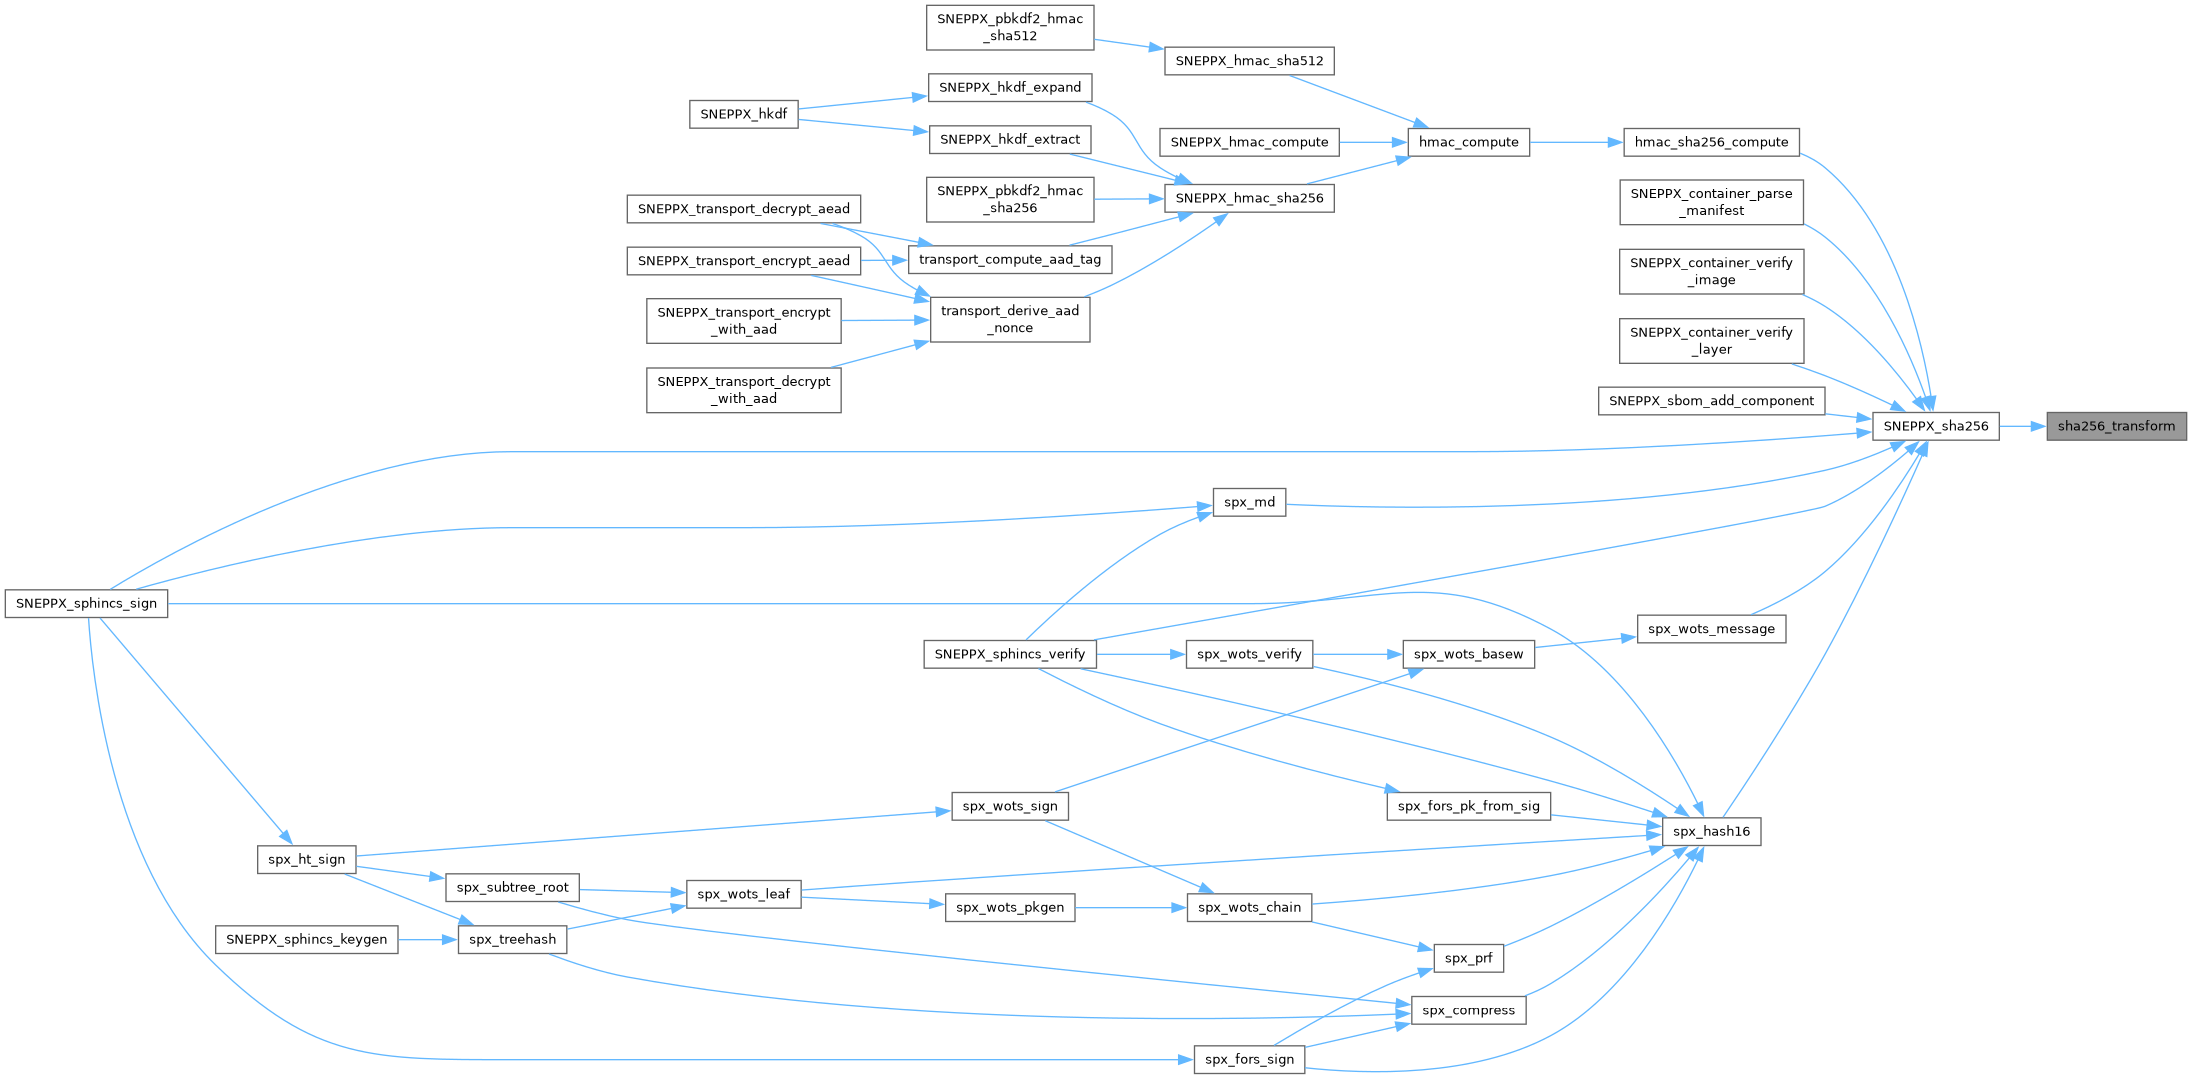 SNEPPX_pbkdf2_hmac
_sha512
SNEPPX_hmac_sha512
SNEPPX_hkdf_expand
SNEPPX_hkdf
SNEPPX_hkdf_extract
SNEPPX_hmac_compute
hmac_compute
hmac_sha256_compute
SNEPPX_pbkdf2_hmac
_sha256
SNEPPX_hmac_sha256
SNEPPX_container_parse
_manifest
SNEPPX_transport_decrypt_aead
SNEPPX_transport_encrypt_aead
transport_compute_aad_tag
SNEPPX_container_verify
_image
SNEPPX_transport_encrypt
_with_aad
transport_derive_aad
_nonce
SNEPPX_container_verify
_layer
SNEPPX_transport_decrypt
_with_aad
SNEPPX_sbom_add_component
SNEPPX_sha256
sha256_transform
spx_md
SNEPPX_sphincs_sign
spx_wots_message
SNEPPX_sphincs_verify
spx_wots_verify
spx_wots_basew
spx_wots_sign
spx_fors_pk_from_sig
spx_hash16
spx_ht_sign
spx_subtree_root
spx_wots_leaf
spx_wots_pkgen
spx_wots_chain
SNEPPX_sphincs_keygen
spx_treehash
spx_prf
spx_compress
spx_fors_sign